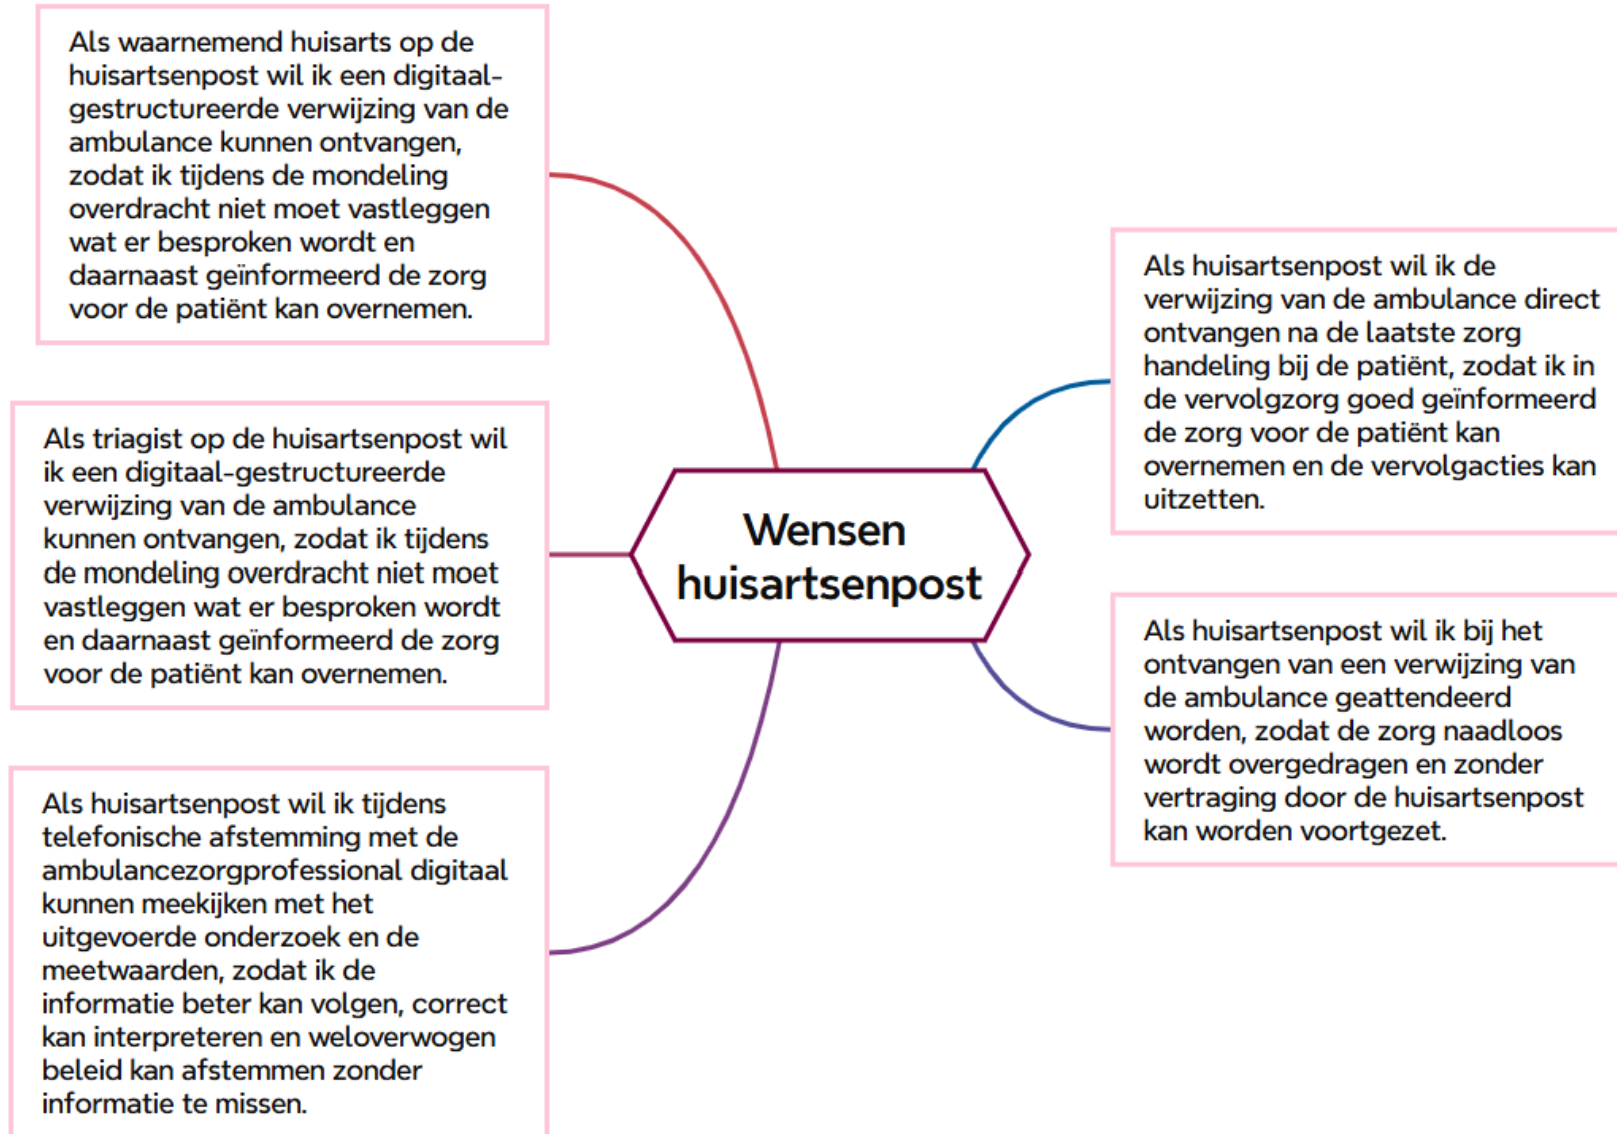 Als waarnemend huisarts op de
huisartsenpost wil ik een digitaal-
gestructureerde verwijzing van de
ambulance kunnen ontvangen,
zodat ik tijdens de mondeling
overdracht niet moet vastleggen
wat er besproken wordt en
daarnaast geïnformeerd de zorg
voor de patiënt kan overnemen.
Als triagist op de huisartsenpost wil
ik een digitaal-gestructureerde
verwijzing van de ambulance
kunnen ontvangen, zodat ik tijdens
de mondeling overdracht niet moet
vastleggen wat er besproken wordt
en daarnaast geïnformeerd de zorg
voor de patiënt kan overnemen.
Als huisartsenpost wil ik tijdens
telefonische afstemming met de
ambulancezorgprofessional digitaal
kunnen meekijken met het
uitgevoerde onderzoek en de
meetwaarden, zodat ik de
informatie beter kan volgen, correct
kan interpreteren en weloverwogen
beleid kan afstemmen zonder
informatie te missen.
Wensen
huisartsenpost
Als huisartsenpost wil ik de
verwijzing van de ambulance direct
ontvangen na de laatste zorg
handeling bij de patiënt, zodat ik in
de vervolgzorg goed geïnformeerd
de zorg voor de patiënt kan
overnemen en de vervolgacties kan
uitzetten.
Als huisartsenpost wil ik bij het
ontvangen van een verwijzing van
de ambulance geattendeerd
worden, zodat de zorg naadloos
wordt overgedragen en zonder
vertraging door de huisartsenpost
kan worden voortgezet.